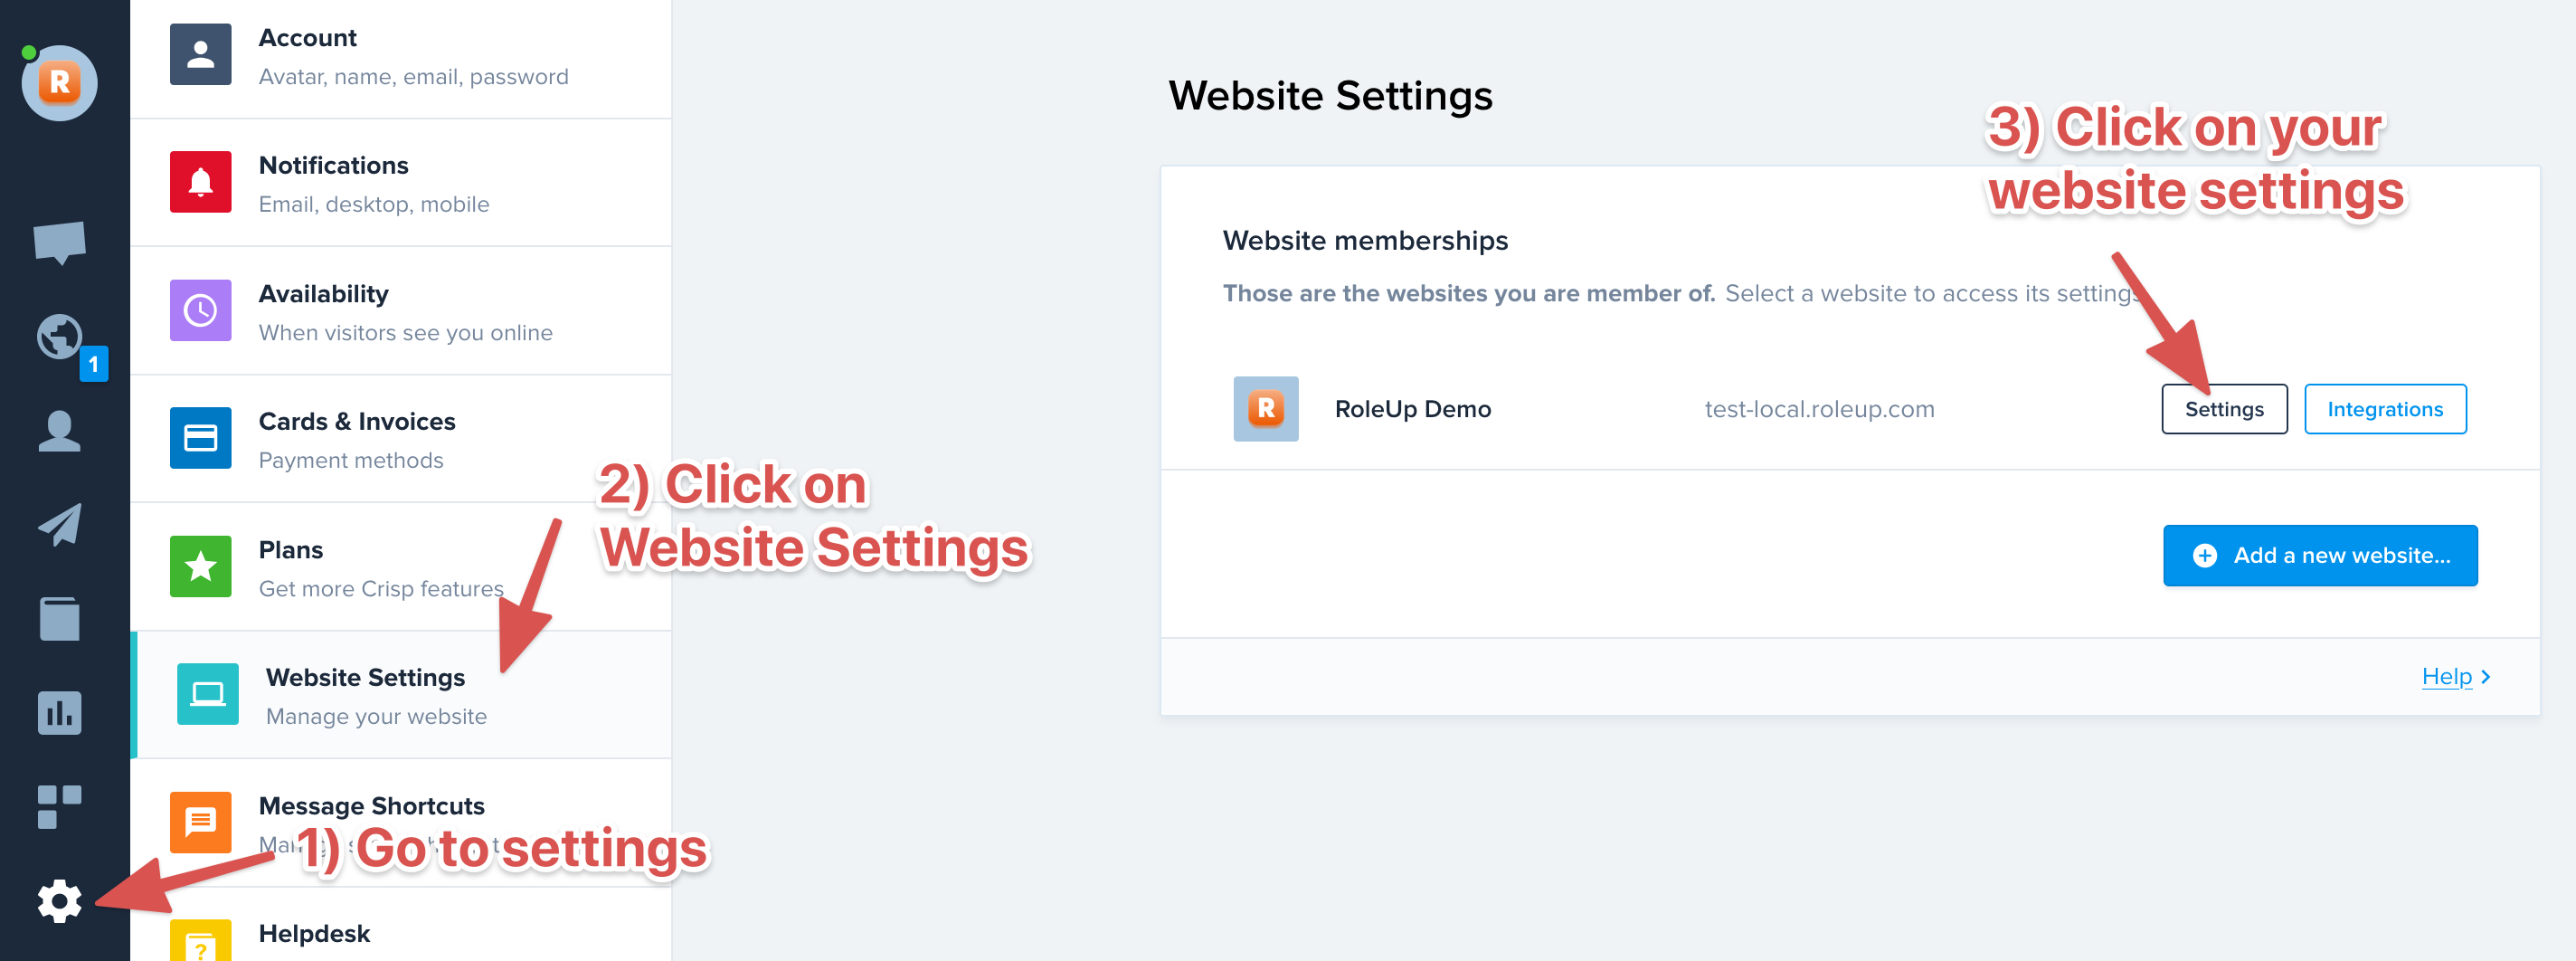 R
1
Account
Avatar, name, email, password
Notifications
Email, desktop, mobile
Availability
When visitors see you online
Cards & Invoices
Payment methods
Plans
Get more Crisp features
Website Settings
Manage your website
Message Shortcuts
1) Go to settings
Helpdesk
?
2) Click on
Website Settings
Website Settings
3) Click on your
website settings
Website memberships
Those are the websites you are member of. Select a website to access its settings
R
RoleUp Demo
test-local.roleup.com
Settings
Integrations
Add a new website...
Help